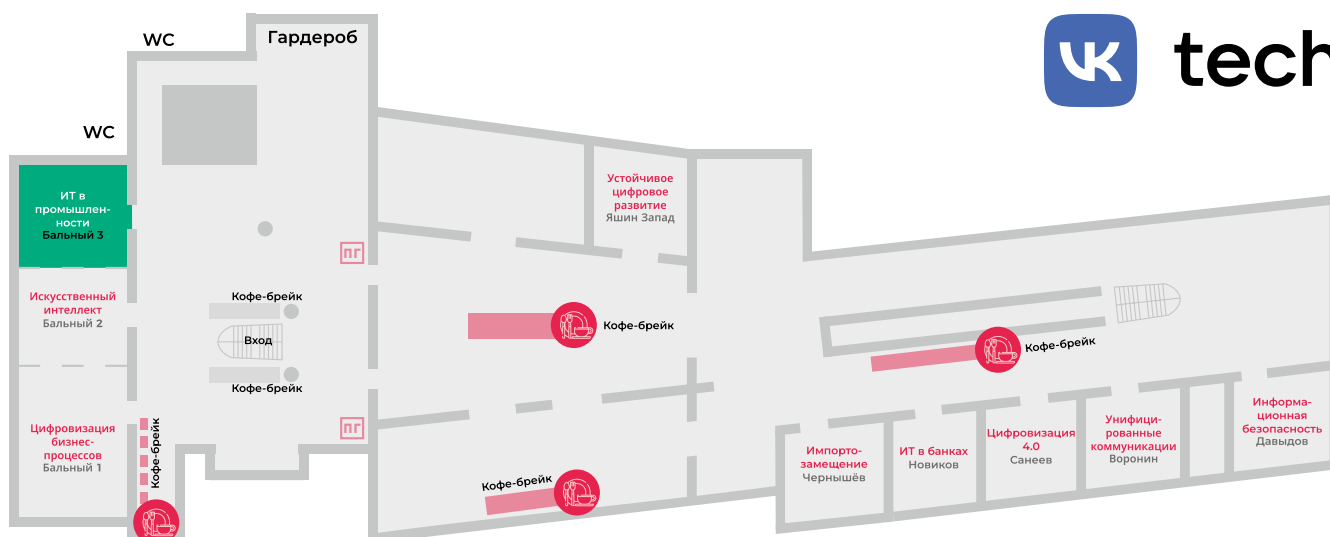 WC
Гардероб
VK
tech
WC
ИТ в
промышлен-
ности
Бальный 3
Искусственный
интеллект
Бальный 2
Цифровизация
бизнес-
процессов
Бальный 1
Кофе-брейк
Кофе-брейк
Вход
Кофе-брейк
ПГ
ПГ
Устойчивое
цифровое
развитие
Яшин Запад
Кофе-брейк
Кофе-брейк
Кофе-брейк
Импорто-
замещение
Чернышёв
ИТ в банках
Новиков
Цифровизация
4.0
Санеев
Унифици-
рованные
коммуникации
Воронин
Информа-
ционная
безопасность
Давыдов